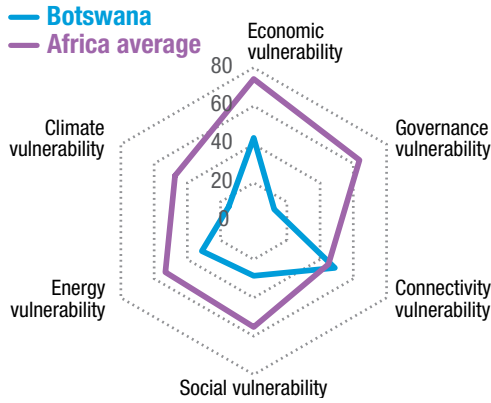 Botswana
Africa average
Economic
vulnerability
80
60
40
20
0
Climate
vulnerability
Governance
vulnerability
Energy
vulnerability
Connectivity
vulnerability
Social vulnerability